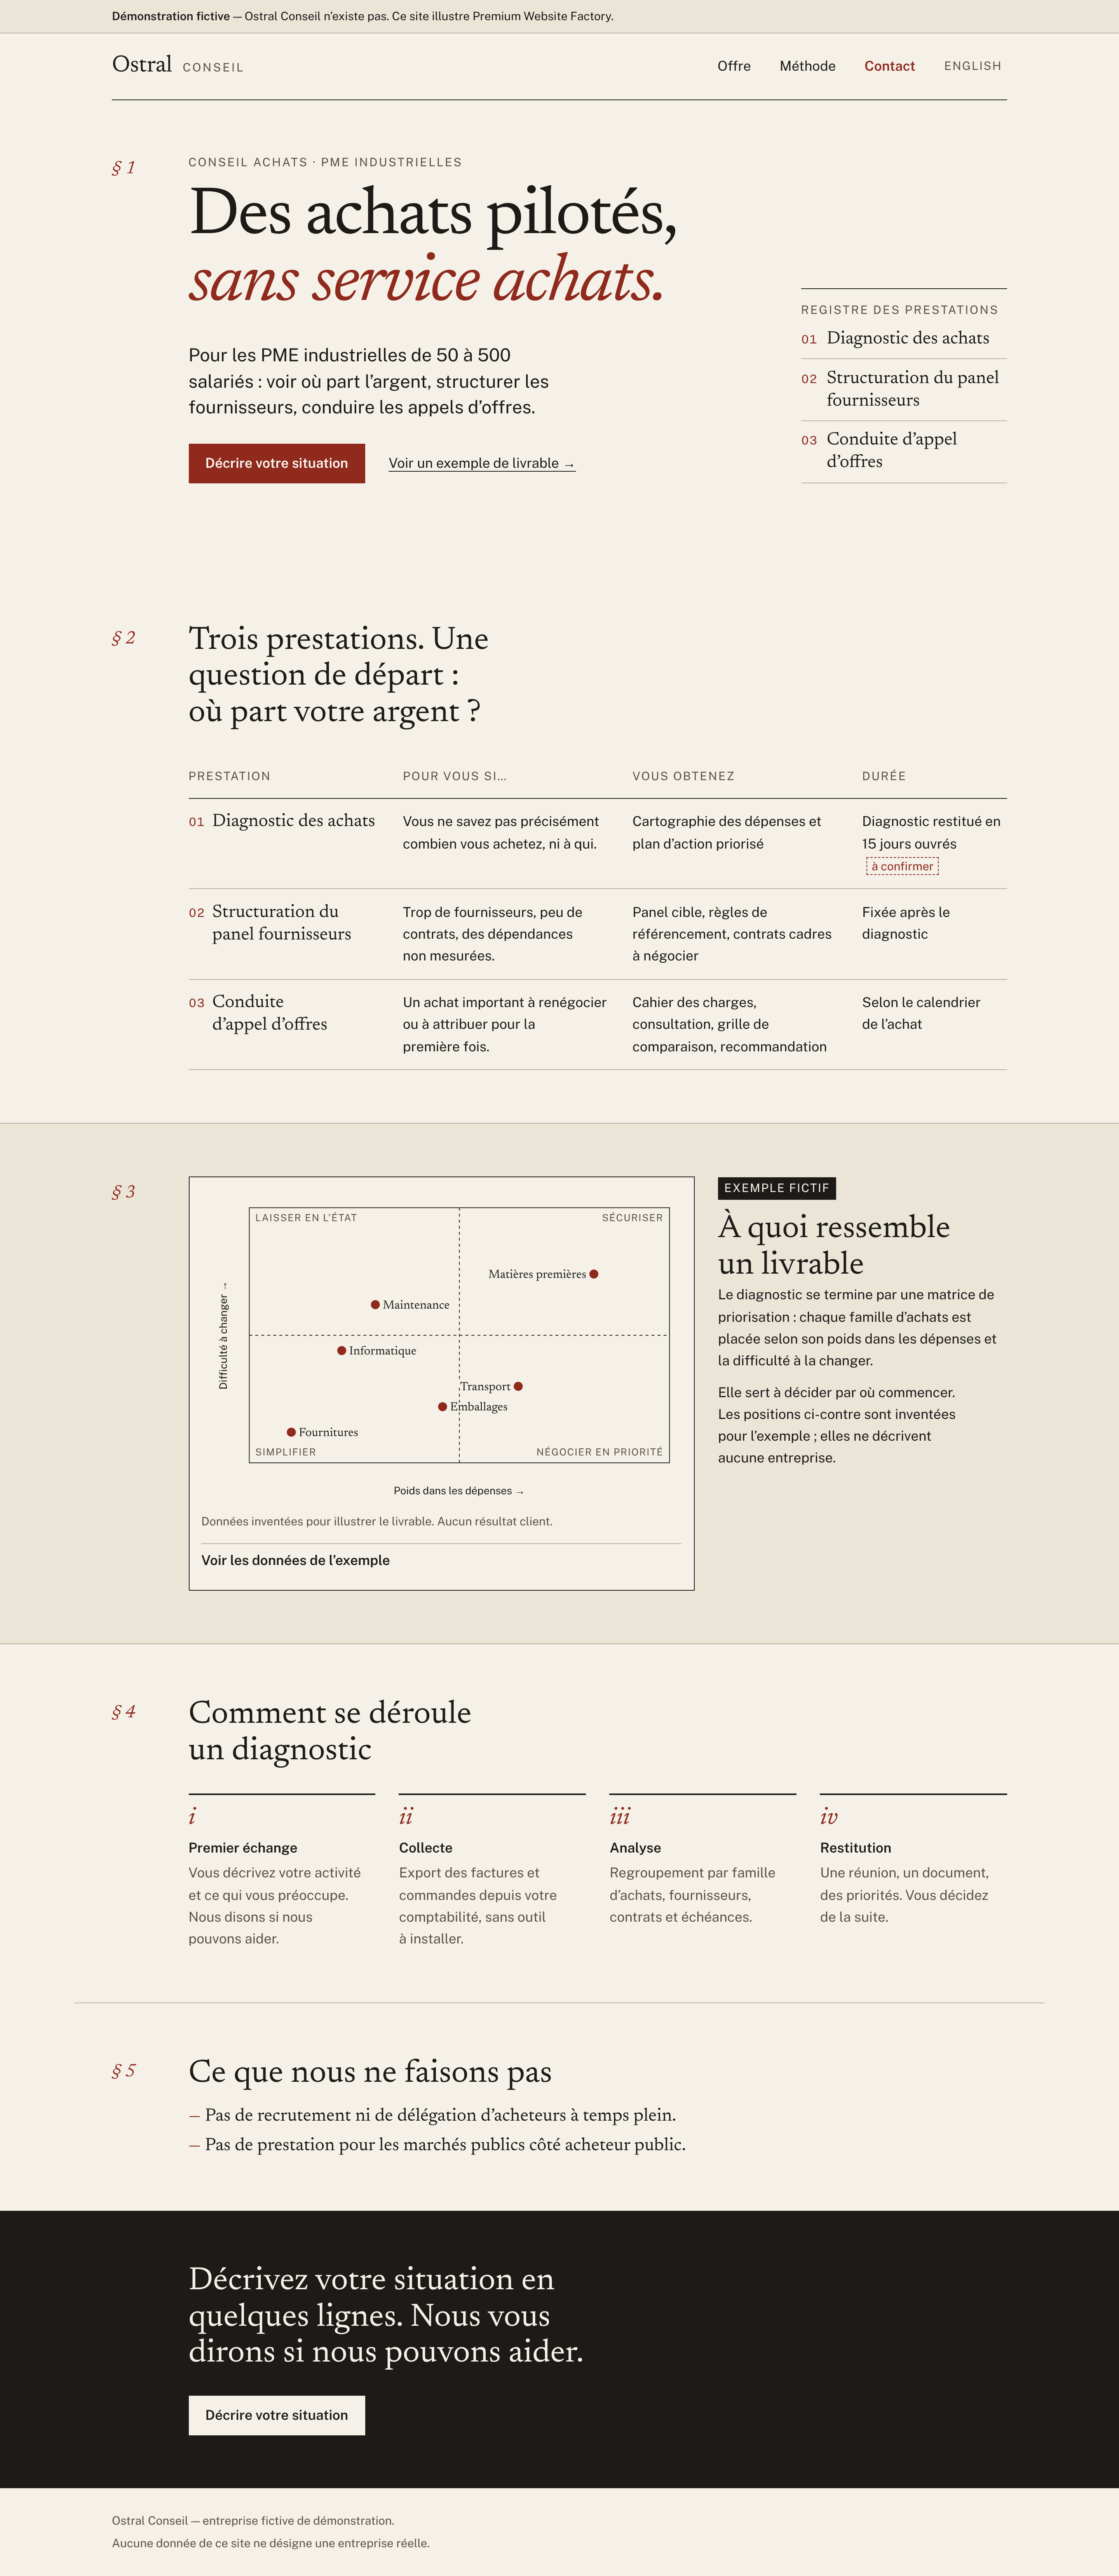 Démonstration fictive — Ostral Conseil n’existe pas. Ce site illustre Premium Website Factory.
Ostral CONSEIL
Offre Méthode Contact ENGLISH
§ 1
CONSEIL ACHATS · PME INDUSTRIELLES
Des achats pilotés,
sans service achats.
Pour les PME industrielles de 50 à 500
salariés : voir où part l’argent, structurer les
fournisseurs, conduire les appels d’offres.
Décrire votre situation
Voir un exemple de livrable →
REGISTRE DES PRESTATIONS
01 Diagnostic des achats
02 Structuration du panel
fournisseurs
03 Conduite d’appel
d’offres
§ 2
Trois prestations. Une
question de départ :
où part votre argent ?
PRESTATION POUR VOUS SI… VOUS OBTENEZ DURÉE
01 Diagnostic des achats
Vous ne savez pas précisément
combien vous achetez, ni à qui.
Cartographie des dépenses et
plan d’action priorisé
Diagnostic restitué en
15 jours ouvrés
à confirmer
02 Structuration du
panel fournisseurs
Trop de fournisseurs, peu de
contrats, des dépendances
non mesurées.
Panel cible, règles de
référencement, contrats cadres
à négocier
Fixée après le
diagnostic
03 Conduite
d’appel d’offres
Un achat important à renégocier
ou à attribuer pour la
première fois.
Cahier des charges,
consultation, grille de
comparaison, recommandation
Selon le calendrier
de l’achat
§ 3
LAISSER EN L’ÉTAT
SÉCURISER
Matières premières
Maintenance
Informatique
Transport
Emballages
Fournitures
SIMPLIFIER
NÉGOCIER EN PRIORITÉ
Difficulté à changer →
Poids dans les dépenses →
Données inventées pour illustrer le livrable. Aucun résultat client.
Voir les données de l’exemple
EXEMPLE FICTIF
À quoi ressemble
un livrable
Le diagnostic se termine par une matrice de
priorisation : chaque famille d’achats est
placée selon son poids dans les dépenses et
la difficulté à la changer.
Elle sert à décider par où commencer.
Les positions ci-contre sont inventées
pour l’exemple ; elles ne décrivent
aucune entreprise.
§ 4
Comment se déroule
un diagnostic
i
Premier échange
Vous décrivez votre activité
et ce qui vous préoccupe.
Nous disons si nous
pouvons aider.
ii
Collecte
Export des factures et
commandes depuis votre
comptabilité, sans outil
à installer.
iii
Analyse
Regroupement par famille
d’achats, fournisseurs,
contrats et échéances.
iv
Restitution
Une réunion, un document,
des priorités. Vous décidez
de la suite.
§ 5
Ce que nous ne faisons pas
— Pas de recrutement ni de délégation d’acheteurs à temps plein.
— Pas de prestation pour les marchés publics côté acheteur public.
Décrivez votre situation en
quelques lignes. Nous vous
dirons si nous pouvons aider.
Décrire votre situation
Ostral Conseil — entreprise fictive de démonstration.
Aucune donnée de ce site ne désigne une entreprise réelle.